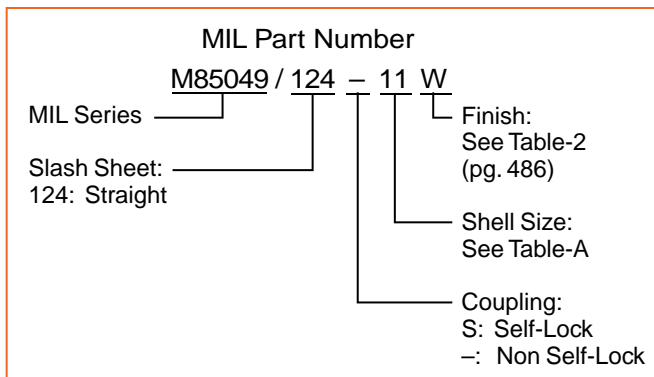 MIL Part Number
M85049 / 124 – 11 W
MIL Series
Finish:
See Table-2
(pg. 486)
Slash Sheet:
124: Straight
Shell Size:
See Table-A
Coupling:
S: Self-Lock
–: Non Self-Lock